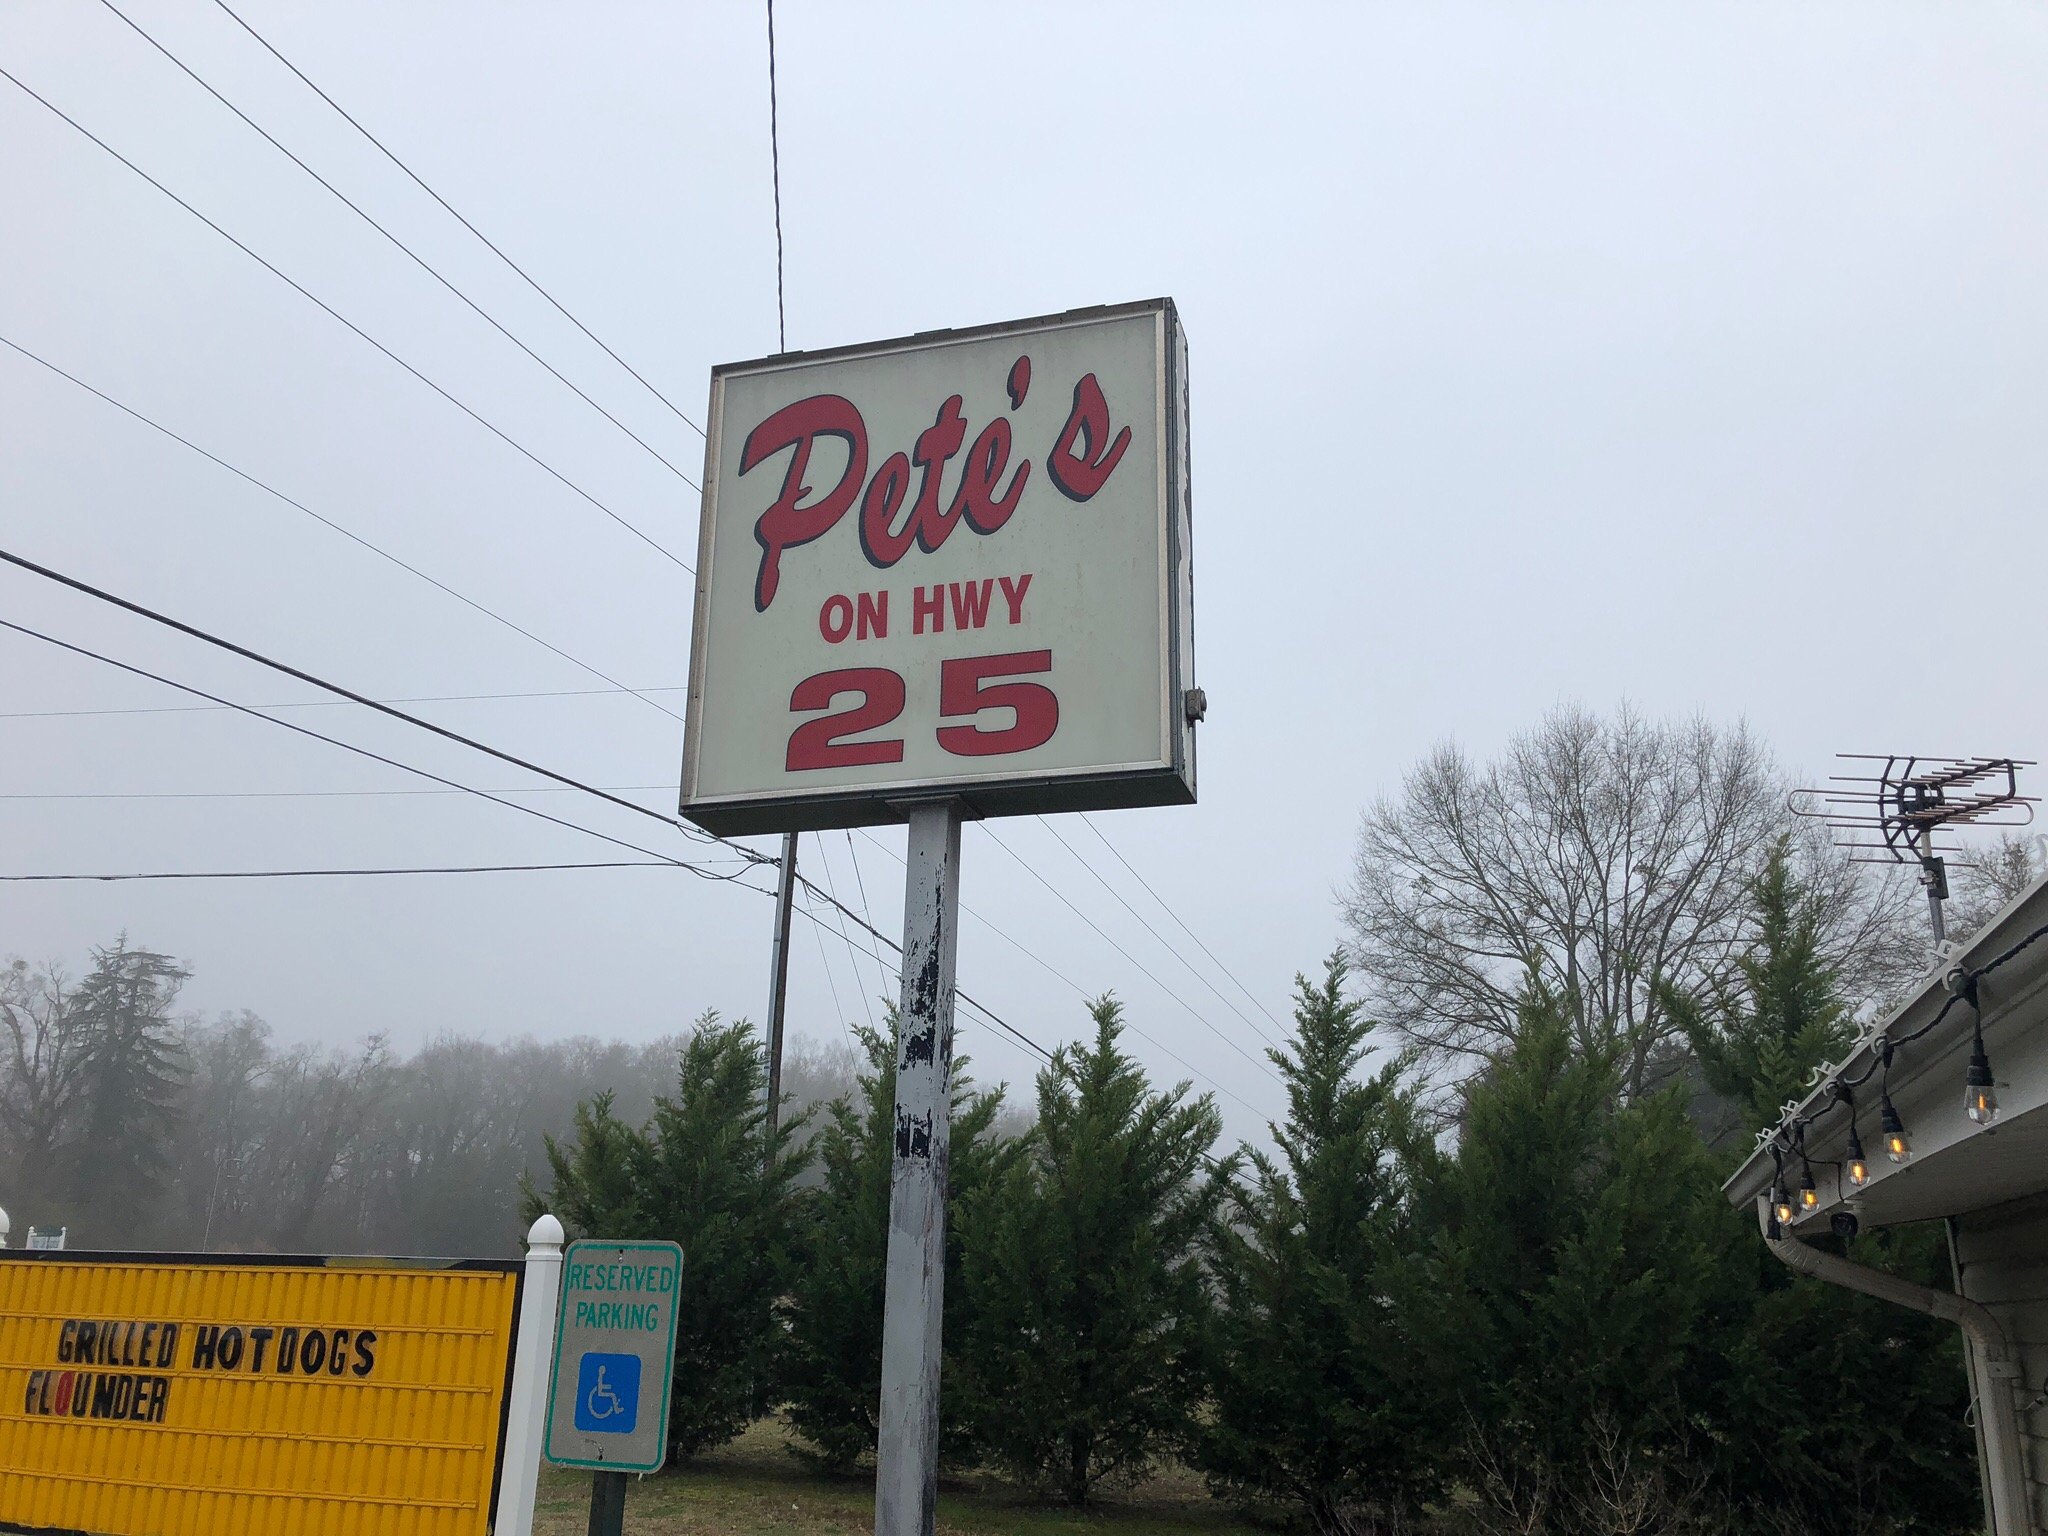 Pete's
ON HWY
25
RESERVED
PARKING
GRILLED HOTDOGS
FLOUNDER